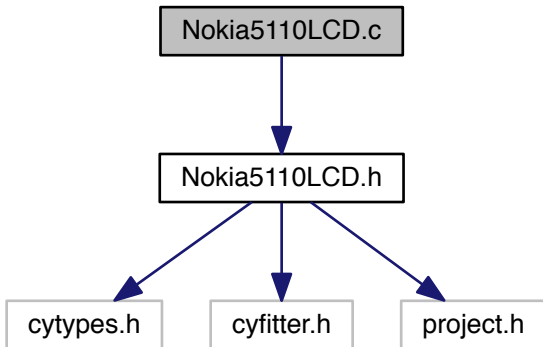 Nokia5110LCD.c
Nokia5110LCD.h
cytypes.h
cyfitter.h
project.h